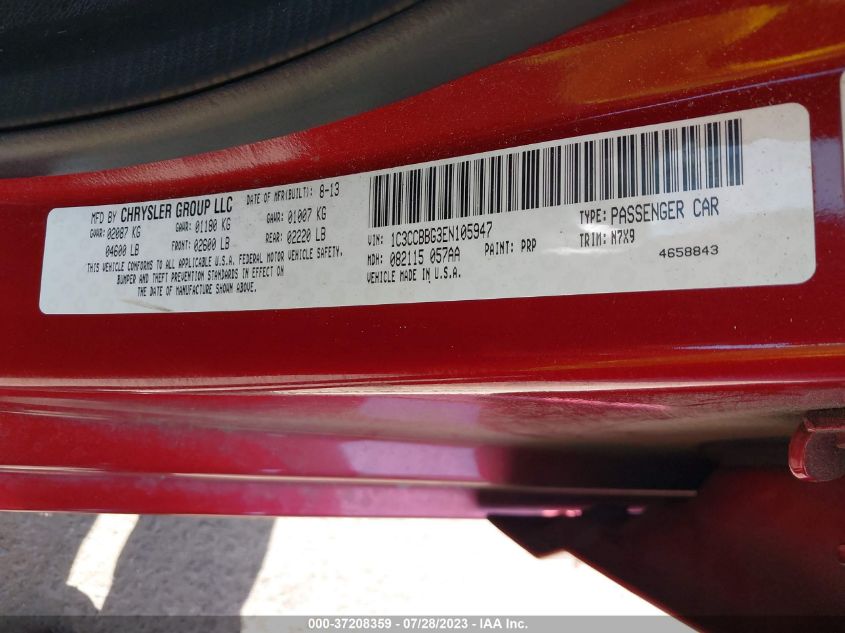 MFD BY CHRYSLER GROUP LLC DATE OF MFR(BUILT): 8-13
GVWR: 02087 KG GAWR: 01180 KG GAWR: 01007 KG
04600 LB FRONT: 02600 LB REAR: 02220 LB
THIS VEHICLE CONFORMS TO ALL APPLICABLE U.S.A. FEDERAL MOTOR VEHICLE SAFETY
BUMPER AND THEFT PREVENTION STANDARDS IN EFFECT ON
THE DATE OF MANUFACTURE SHOWN ABOVE.
VIN: 1C3CCBBG3EN105947 TYPE: PASSENGER CAR
MDH: 082115 057AA PAINT: PRP TRIM: N7X9
VEHICLE MADE IN U.S.A. 4658843
000-37208359 / 07/28/2023 - IAA Inc.